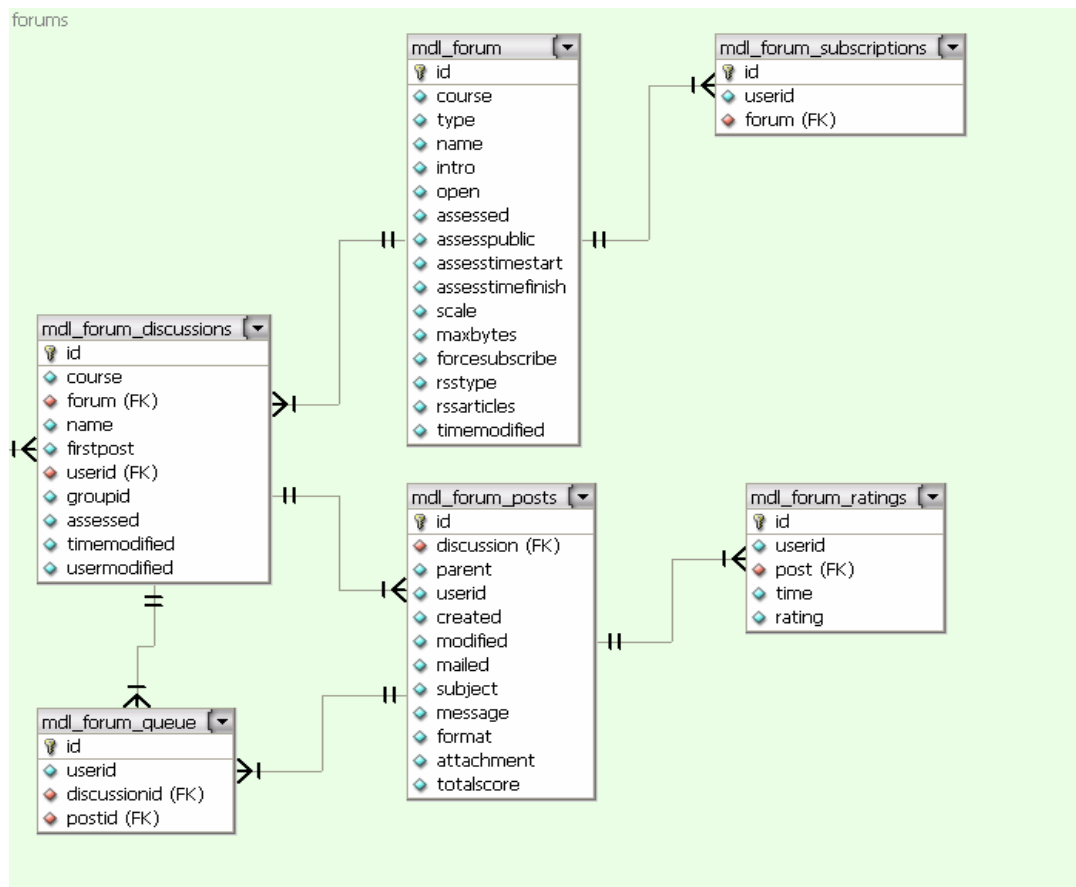 forums
mdl_forum
id
course
type
name
intro
open
assessed
assesspublic
assesstimestart
assesstimefinish
scale
maxbytes
forcesubscribe
rsstype
rssarticles
timemodified
mdl_forum_subscriptions
id
userid
forum (FK)
mdl_forum_discussions
id
course
forum (FK)
name
firstpost
userid (FK)
groupid
assessed
timemodified
usermodified
mdl_forum_posts
id
discussion (FK)
parent
userid
created
modified
mailed
subject
message
format
attachment
totalscore
mdl_forum_ratings
id
userid
post (FK)
time
rating
mdl_forum_queue
id
userid
discussionid (FK)
postid (FK)